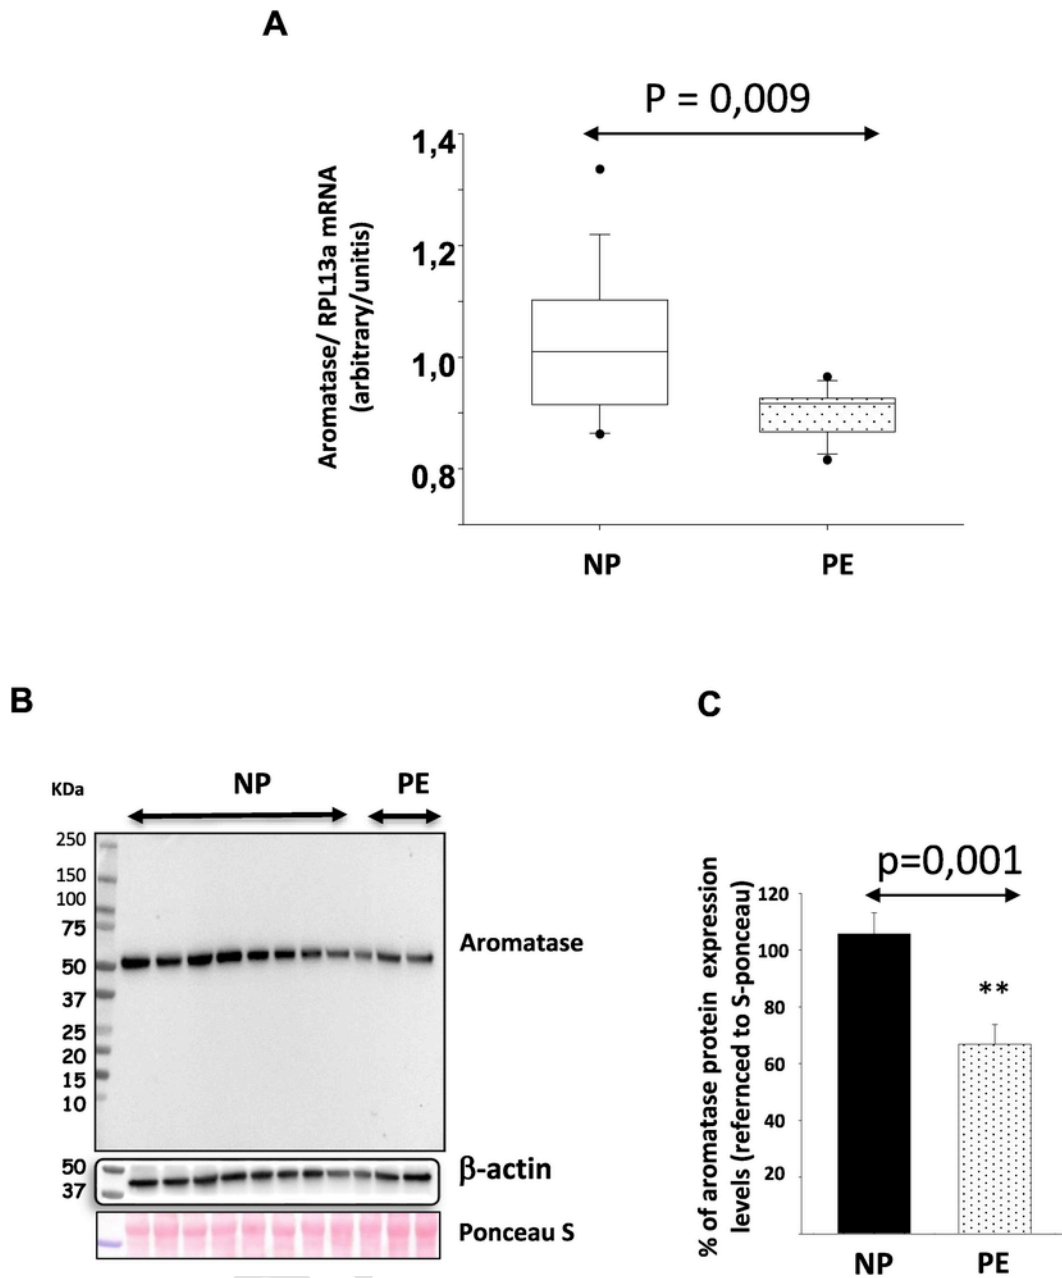 A
P = 0,009
Aromatase/ RPL13a mRNA
(arbitrary/unitis)
1,4
1,2
1,0
0,8
NP PE
B
KDa
NP PE
250
150
100
75
50
37
25
20
15
10
Aromatase
50
37
β-actin
Ponceau S
C
% of aromatase protein expression
levels (refernced to S-ponceau)
p=0,001
120
100
80
60
40
20
**
NP PE